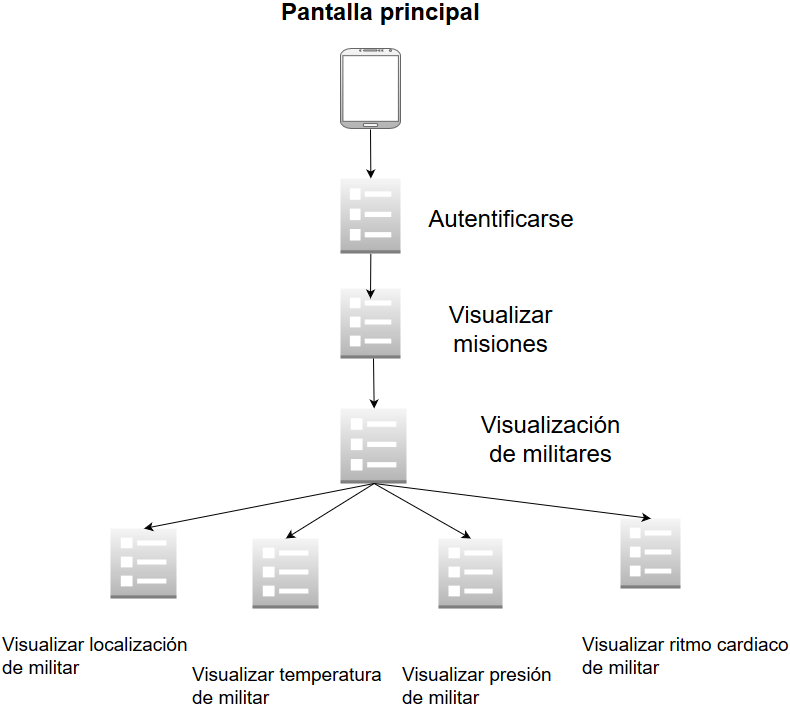 Pantalla principal
Autentificarse
Visualizar
misiones
Visualización
de militares
Visualizar localización
de militar
Visualizar temperatura
de militar
Visualizar presión
de militar
Visualizar ritmo cardiaco
de militar